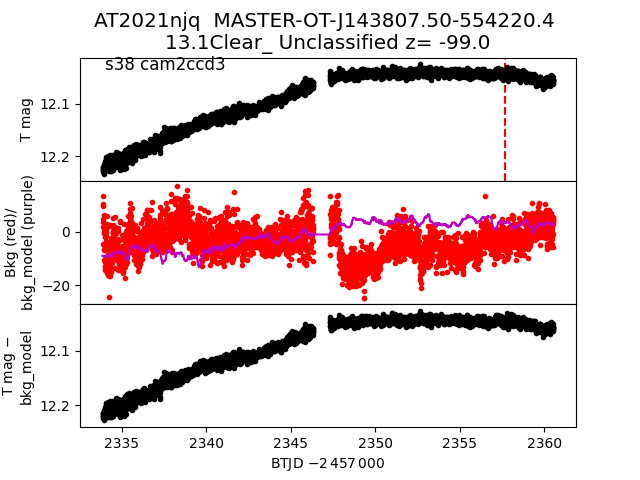 AT2021njq  MASTER-OT-J143807.50-554220.4
13.1Clear_ Unclassified z= -99.0
s38 cam2ccd3
T mag
12.1
12.2
Bkg (red)/
bkg_model (purple)
0
−20
T mag −
bkg_model
12.1
12.2
2335 2340 2345 2350 2355 2360
BTJD −2 457 000